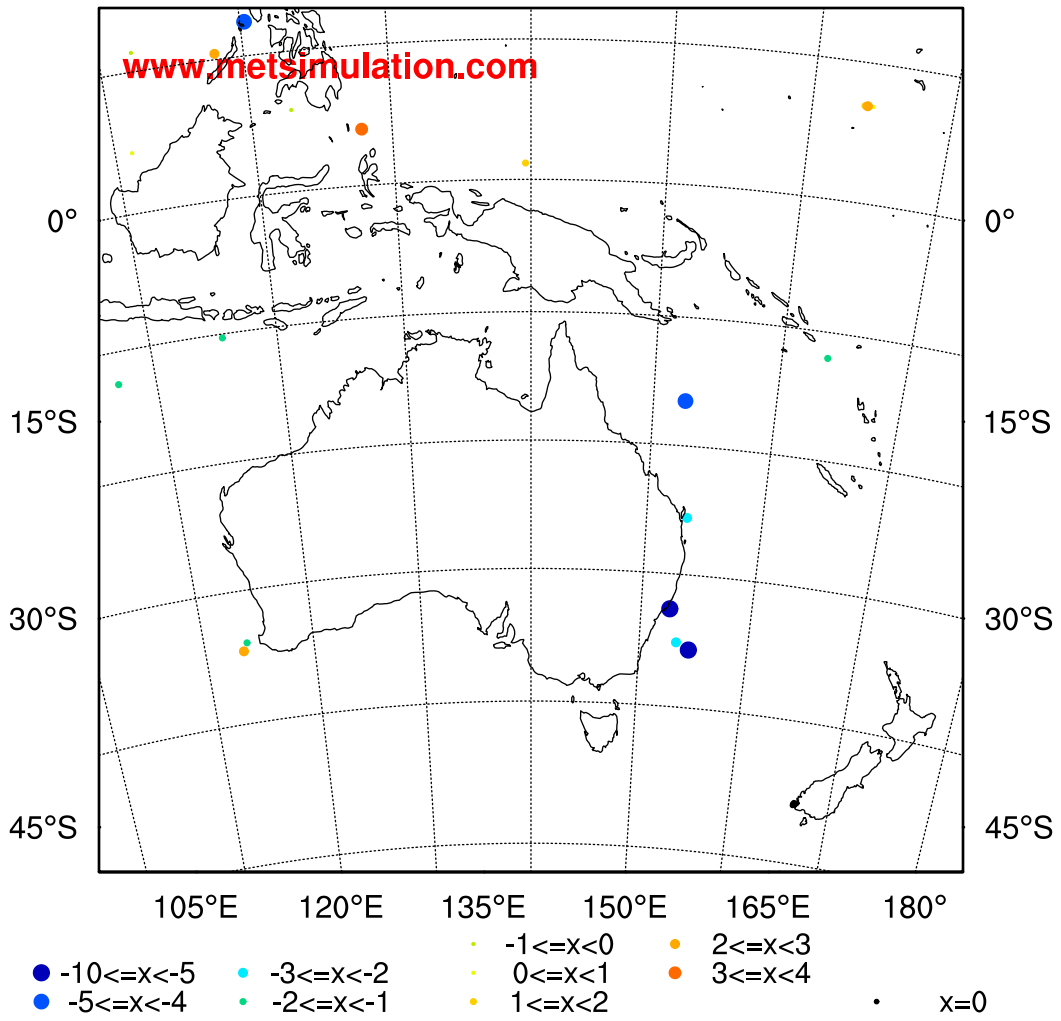 www.metsimulation.com
0° 0°
15°S 15°S
30°S 30°S
45°S 45°S
105°E 120°E 135°E 150°E 165°E 180°
-1<=x<0 2<=x<3
-10<=x<-5 -3<=x<-2 0<=x<1 3<=x<4
-5<=x<-4 -2<=x<-1 1<=x<2 x=0